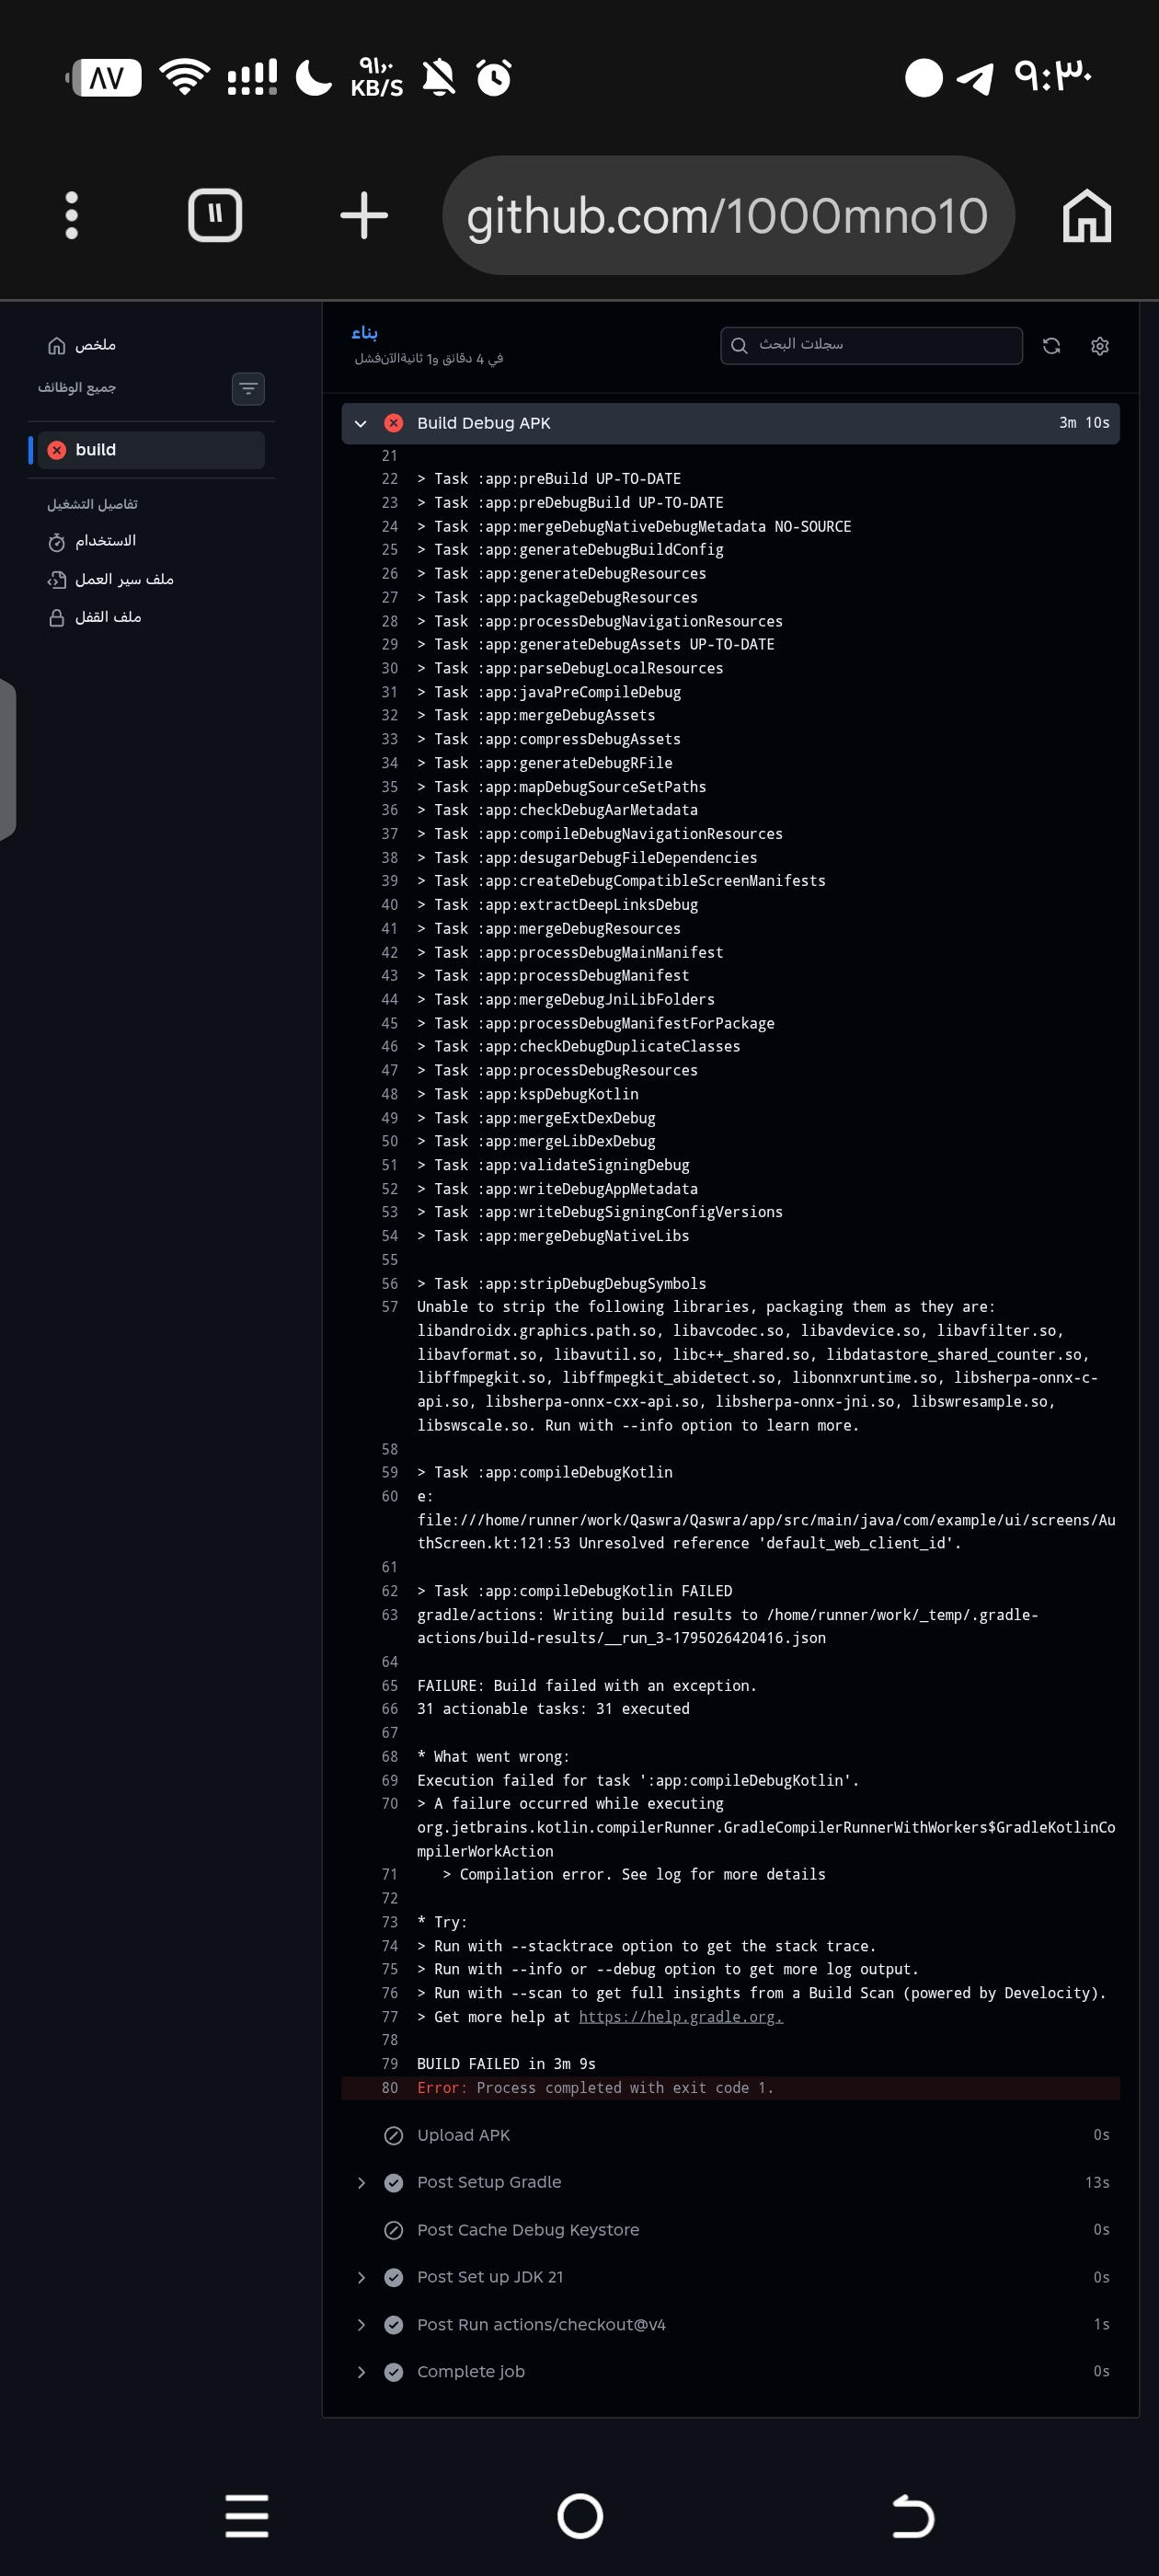 ٨٧
٩١٫٠
KB/S
٩:٣٠
١١
github.com/1000mno10
ملخص
جميع الوظائف
build
تفاصيل التشغيل
الاستخدام
ملف سير العمل
ملف القفل
بناء
في 4 دقائق و1 ثانيةالآنفشل
سجلات البحث
Build Debug APK 3m 10s
21
22 > Task :app:preBuild UP-TO-DATE
23 > Task :app:preDebugBuild UP-TO-DATE
24 > Task :app:mergeDebugNativeDebugMetadata NO-SOURCE
25 > Task :app:generateDebugBuildConfig
26 > Task :app:generateDebugResources
27 > Task :app:packageDebugResources
28 > Task :app:processDebugNavigationResources
29 > Task :app:generateDebugAssets UP-TO-DATE
30 > Task :app:parseDebugLocalResources
31 > Task :app:javaPreCompileDebug
32 > Task :app:mergeDebugAssets
33 > Task :app:compressDebugAssets
34 > Task :app:generateDebugRFile
35 > Task :app:mapDebugSourceSetPaths
36 > Task :app:checkDebugAarMetadata
37 > Task :app:compileDebugNavigationResources
38 > Task :app:desugarDebugFileDependencies
39 > Task :app:createDebugCompatibleScreenManifests
40 > Task :app:extractDeepLinksDebug
41 > Task :app:mergeDebugResources
42 > Task :app:processDebugMainManifest
43 > Task :app:processDebugManifest
44 > Task :app:mergeDebugJniLibFolders
45 > Task :app:processDebugManifestForPackage
46 > Task :app:checkDebugDuplicateClasses
47 > Task :app:processDebugResources
48 > Task :app:kspDebugKotlin
49 > Task :app:mergeExtDexDebug
50 > Task :app:mergeLibDexDebug
51 > Task :app:validateSigningDebug
52 > Task :app:writeDebugAppMetadata
53 > Task :app:writeDebugSigningConfigVersions
54 > Task :app:mergeDebugNativeLibs
55
56 > Task :app:stripDebugDebugSymbols
57 Unable to strip the following libraries, packaging them as they are:
libandroidx.graphics.path.so, libavcodec.so, libavdevice.so, libavfilter.so,
libavformat.so, libavutil.so, libc++_shared.so, libdatastore_shared_counter.so,
libffmpegkit.so, libffmpegkit_abidetect.so, libonnxruntime.so, libsherpa-onnx-c-
api.so, libsherpa-onnx-cxx-api.so, libsherpa-onnx-jni.so, libswresample.so,
libswscale.so. Run with --info option to learn more.
58
59 > Task :app:compileDebugKotlin
60 e:
file:///home/runner/work/Qaswra/Qaswra/app/src/main/java/com/example/ui/screens/Au
thScreen.kt:121:53 Unresolved reference 'default_web_client_id'.
61
62 > Task :app:compileDebugKotlin FAILED
63 gradle/actions: Writing build results to /home/runner/work/_temp/.gradle-
actions/build-results/__run_3-1795026420416.json
64
65 FAILURE: Build failed with an exception.
66 31 actionable tasks: 31 executed
67
68 * What went wrong:
69 Execution failed for task ':app:compileDebugKotlin'.
70 > A failure occurred while executing
org.jetbrains.kotlin.compilerRunner.GradleCompilerRunnerWithWorkers$GradleKotlinCo
mpilerWorkAction
71 > Compilation error. See log for more details
72
73 * Try:
74 > Run with --stacktrace option to get the stack trace.
75 > Run with --info or --debug option to get more log output.
76 > Run with --scan to get full insights from a Build Scan (powered by Develocity).
77 > Get more help at https://help.gradle.org.
78
79 BUILD FAILED in 3m 9s
80 Error: Process completed with exit code 1.
Upload APK 0s
Post Setup Gradle 13s
Post Cache Debug Keystore 0s
Post Set up JDK 21 0s
Post Run actions/checkout@v4 1s
Complete job 0s